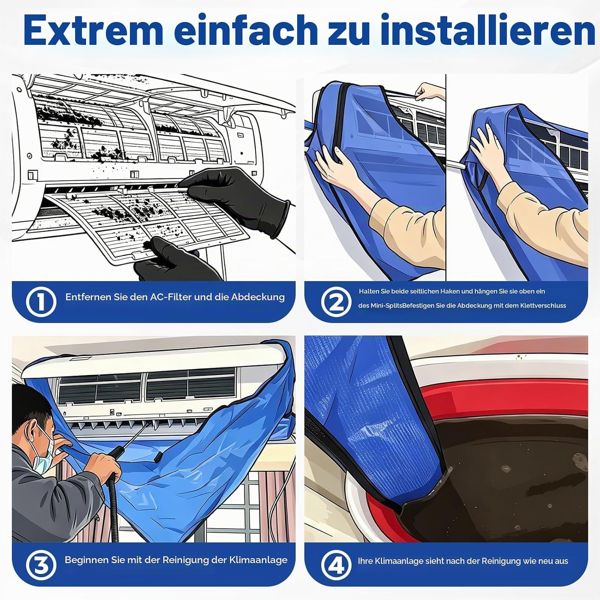 Extrem einfach zu installieren
1 Entfernen Sie den AC-Filter und die Abdeckung
2 Halten Sie beide seitlichen Haken und hängen Sie sie oben ein
des Mini-SplitsBefestigen Sie die Abdeckung mit dem Klettverschluss
3 Beginnen Sie mit der Reinigung der Klimaanlage
4 Ihre Klimaanlage sieht nach der Reinigung wie neu aus